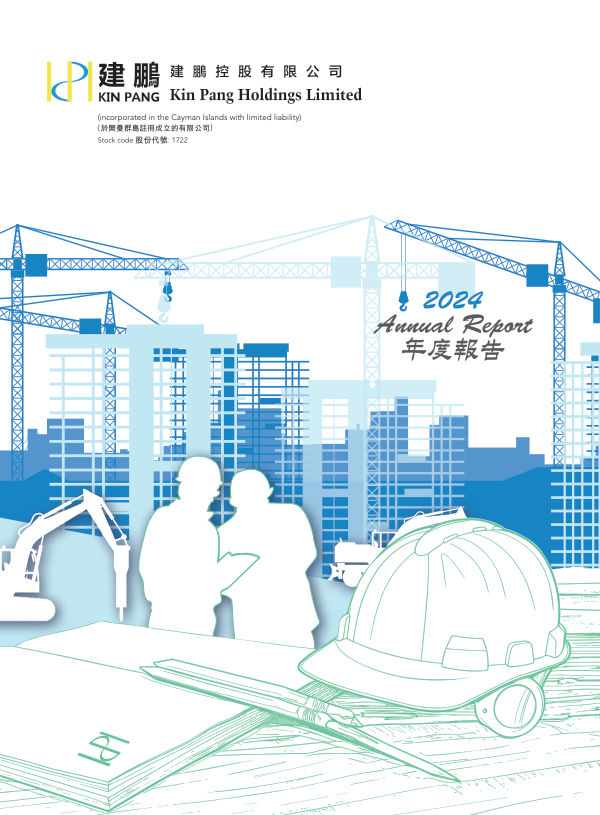 建鵬
KIN PANG
建鵬控股有限公司
Kin Pang Holdings Limited
(incorporated in the Cayman Islands with limited liability)
(於開曼群島註冊成立的有限公司)
Stock code 股份代號: 1722
2024
Annual Report
年度報告